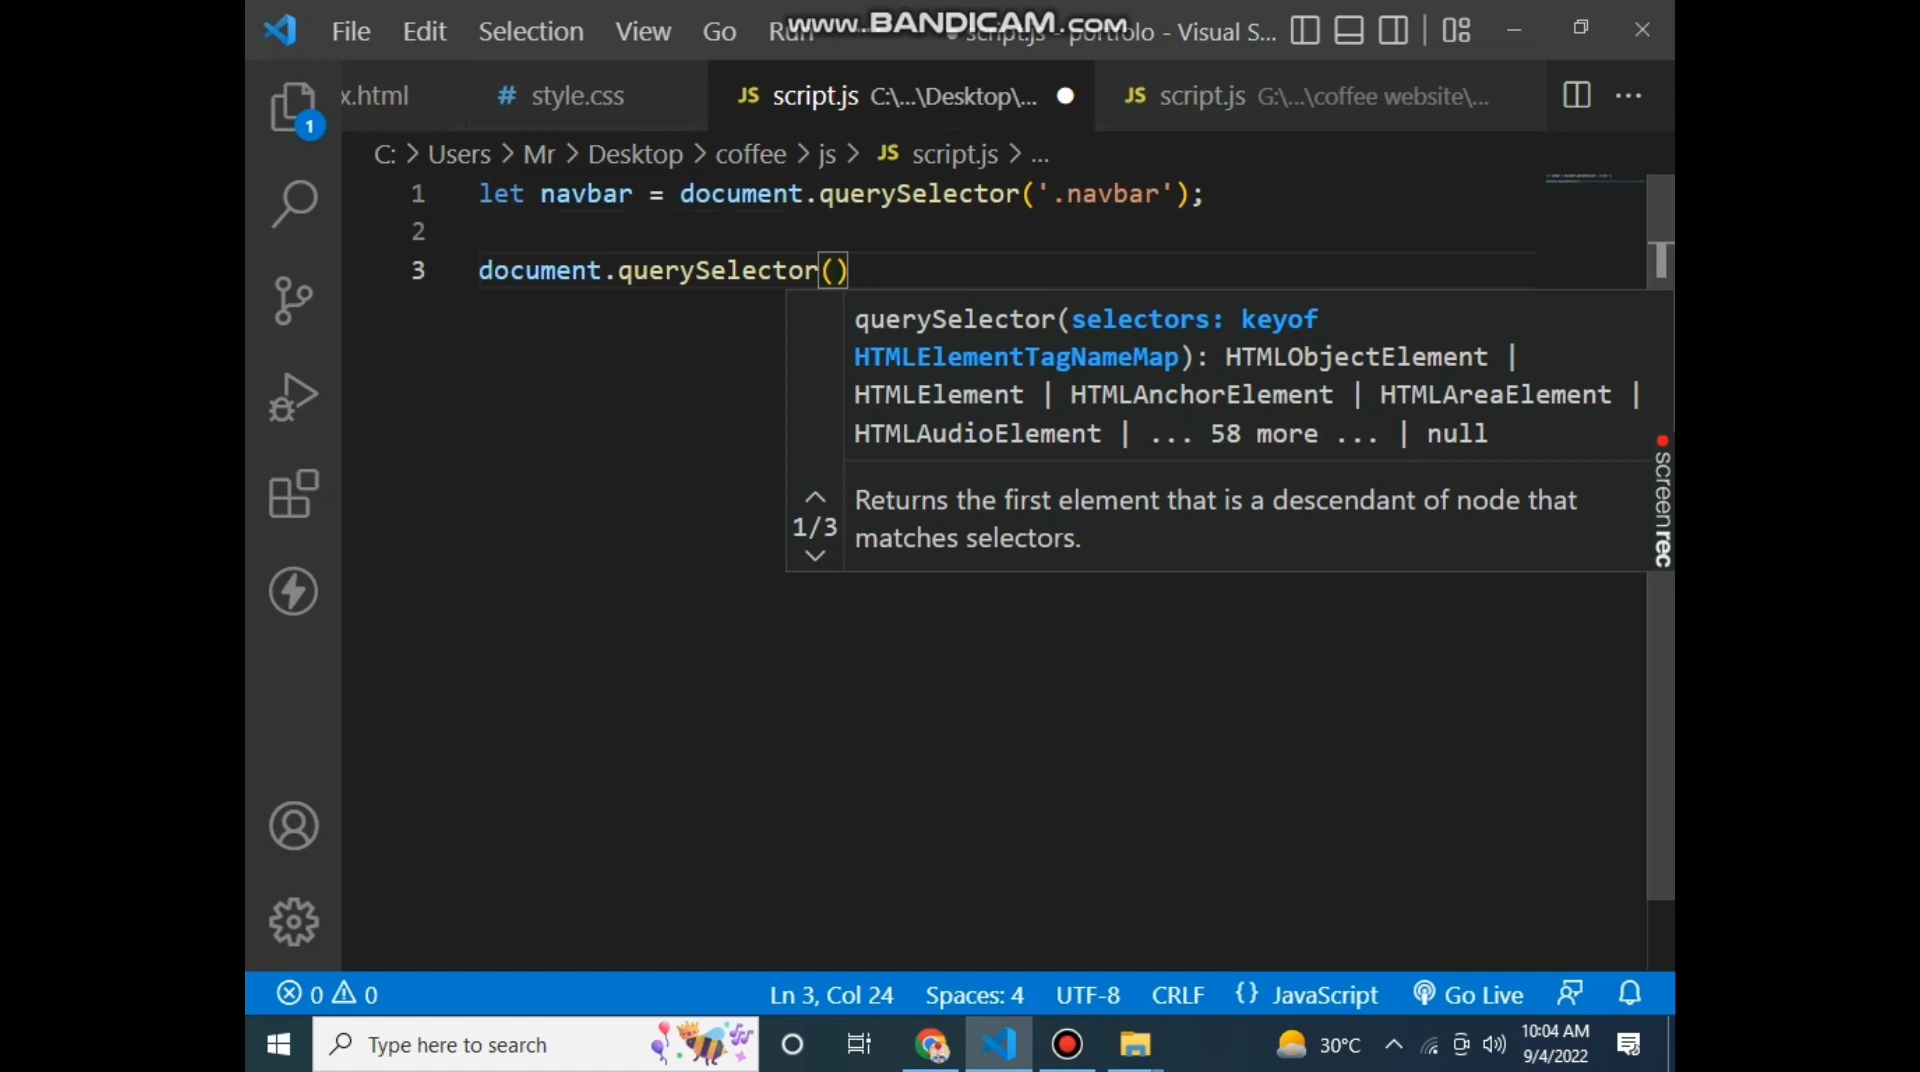 File Edit Selection View Go Run script.js - portfolo - Visual S...
www.BANDICAM.com
x.html # style.css JS script.js C:\...\Desktop\... ● JS script.js G:\...\coffee website\... ...
1
C: > Users > Mr > Desktop > coffee > js > JS script.js > ...
1 let navbar = document.querySelector('.navbar');
2
3 document.querySelector()
querySelector(selectors: keyof
HTMLElementTagNameMap): HTMLObjectElement |
HTMLElement | HTMLAnchorElement | HTMLAreaElement |
HTMLAudioElement | ... 58 more ... | null
1/3
Returns the first element that is a descendant of node that
matches selectors.
screenrec
0 0 Ln 3, Col 24 Spaces: 4 UTF-8 CRLF {} JavaScript Go Live
Type here to search 30°C 10:04 AM
9/4/2022